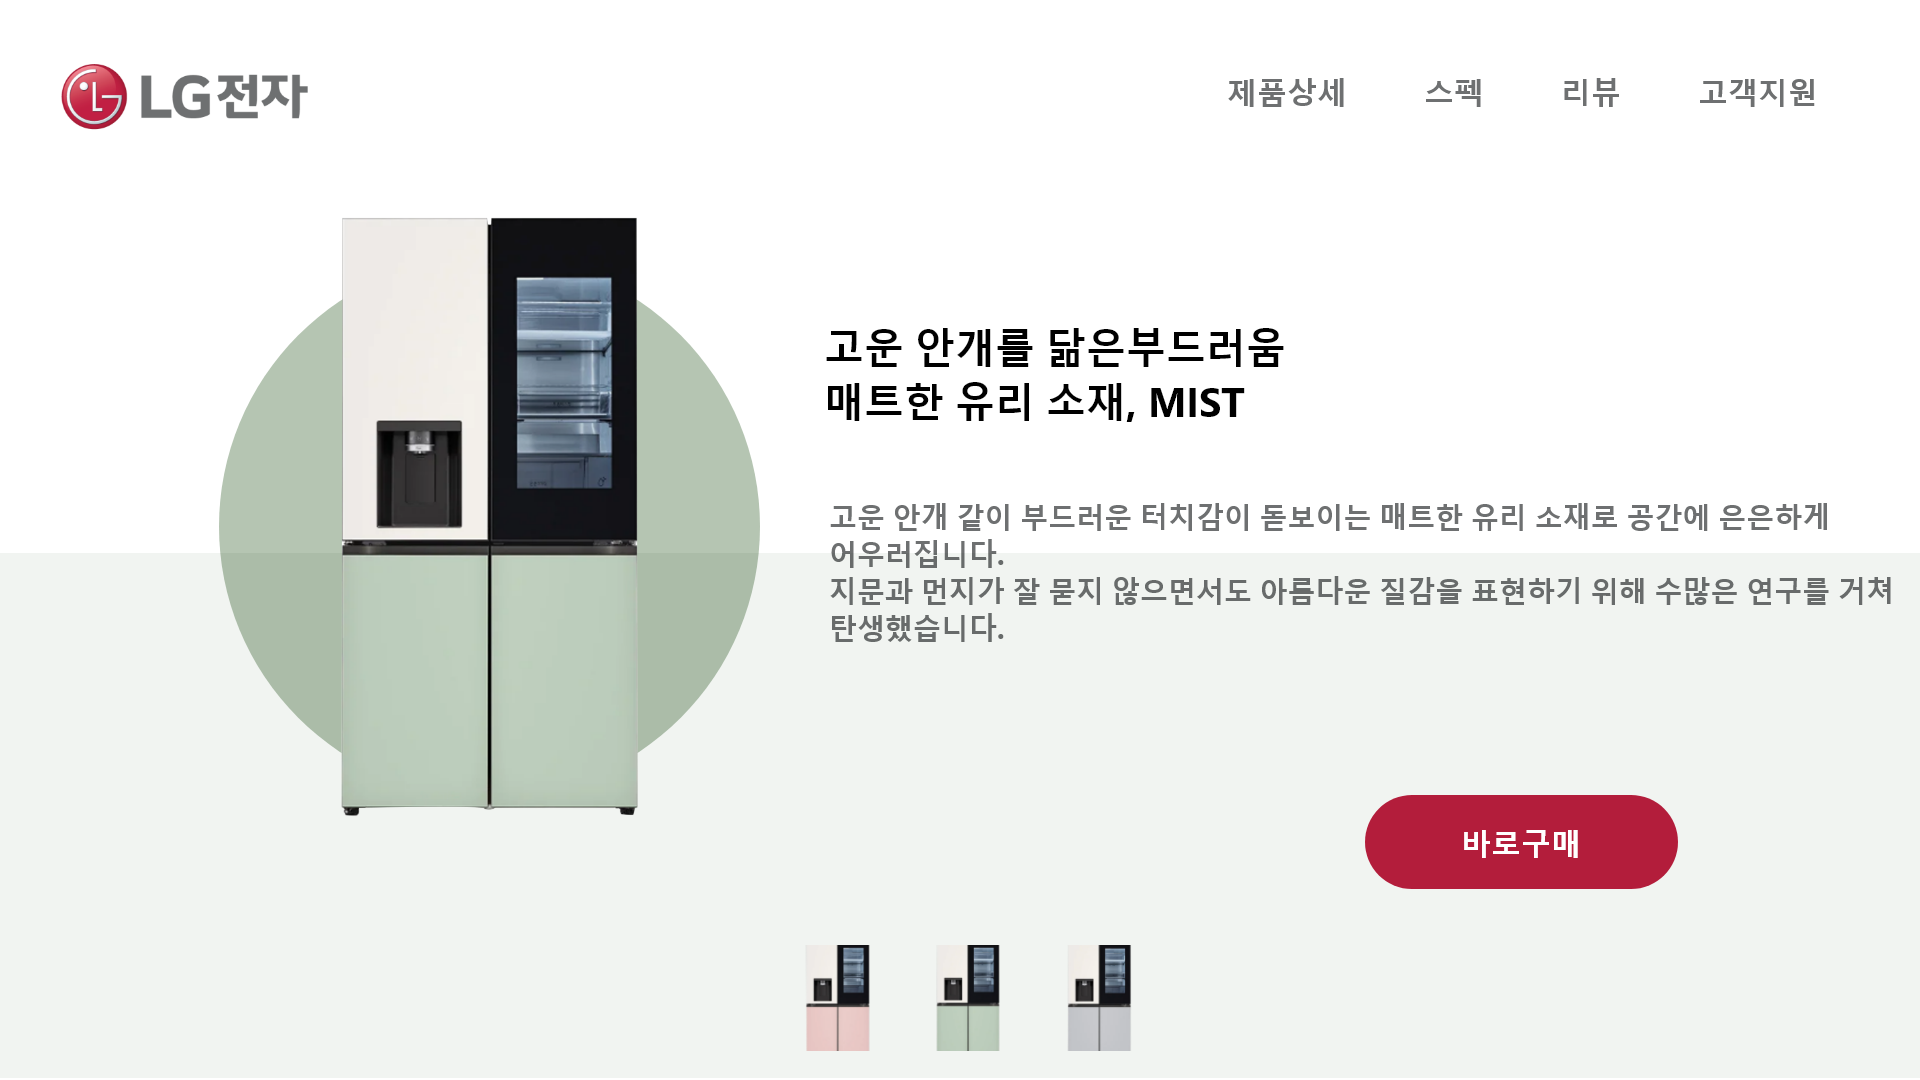 LG전자
제품상세
스펙
리뷰
고객지원
고운 안개를 닮은부드러움
매트한 유리 소재, MIST
고운 안개 같이 부드러운 터치감이 돋보이는 매트한 유리 소재로 공간에 은은하게
어우러집니다.
지문과 먼지가 잘 묻지 않으면서도 아름다운 질감을 표현하기 위해 수많은 연구를 거쳐
탄생했습니다.
바로구매